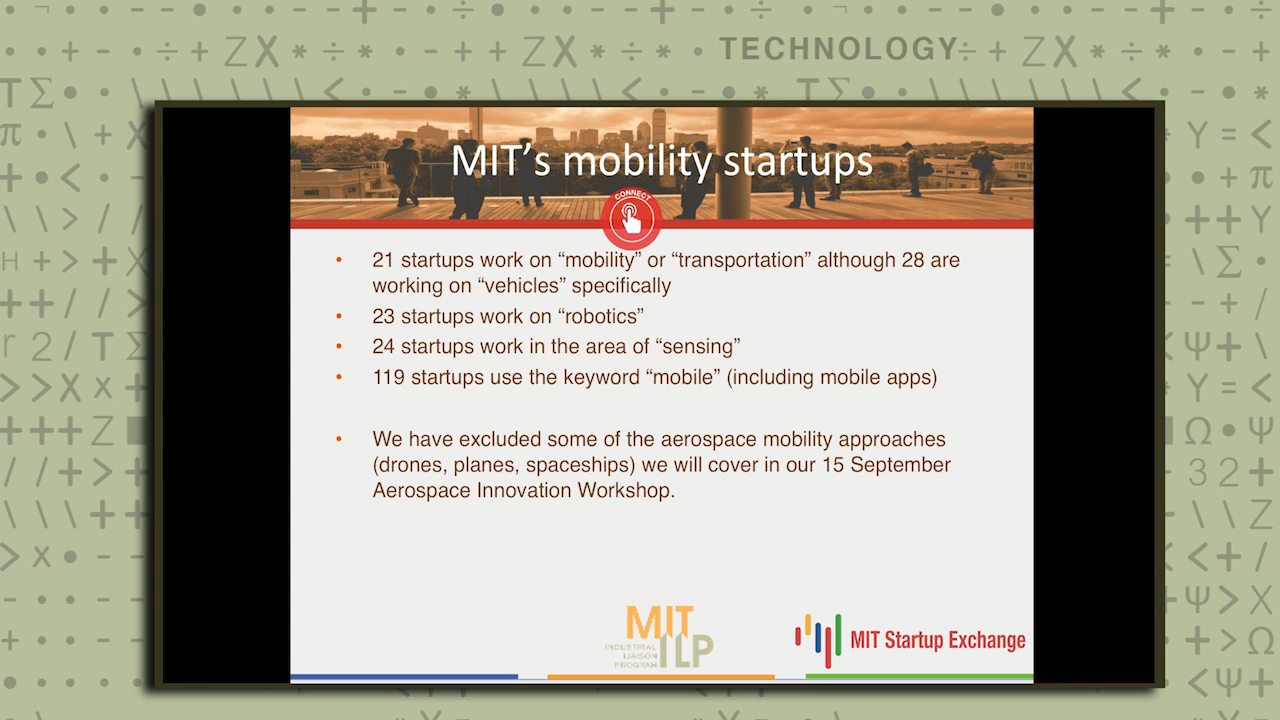 TECHNOLOGY
MIT's mobility startups
CONNECT
• 21 startups work on “mobility” or “transportation” although 28 are
working on “vehicles” specifically
• 23 startups work on “robotics”
• 24 startups work in the area of “sensing”
• 119 startups use the keyword “mobile” (including mobile apps)
• We have excluded some of the aerospace mobility approaches
(drones, planes, spaceships) we will cover in our 15 September
Aerospace Innovation Workshop.
MIT
INDUSTRIAL
LIAISON
PROGRAM
ILP
MIT Startup Exchange